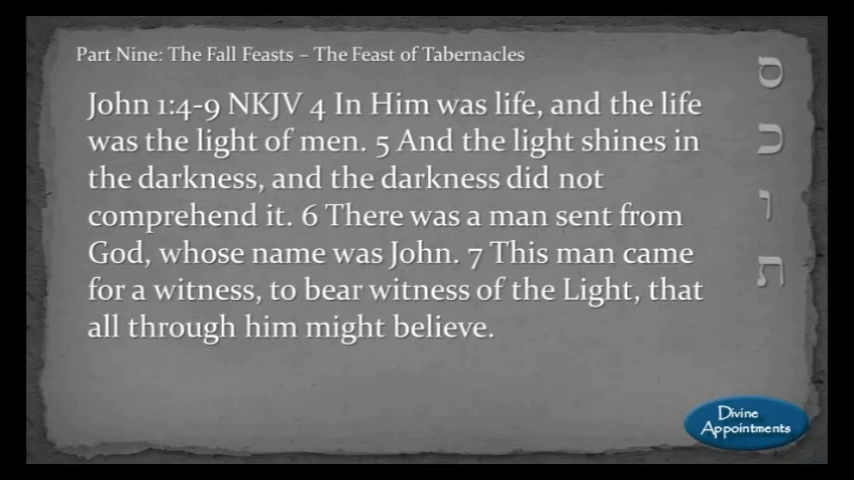 Part Nine: The Fall Feasts – The Feast of Tabernacles
John 1:4-9 NKJV 4 In Him was life, and the life
was the light of men. 5 And the light shines in
the darkness, and the darkness did not
comprehend it. 6 There was a man sent from
God, whose name was John. 7 This man came
for a witness, to bear witness of the Light, that
all through him might believe.
Divine
Appointments